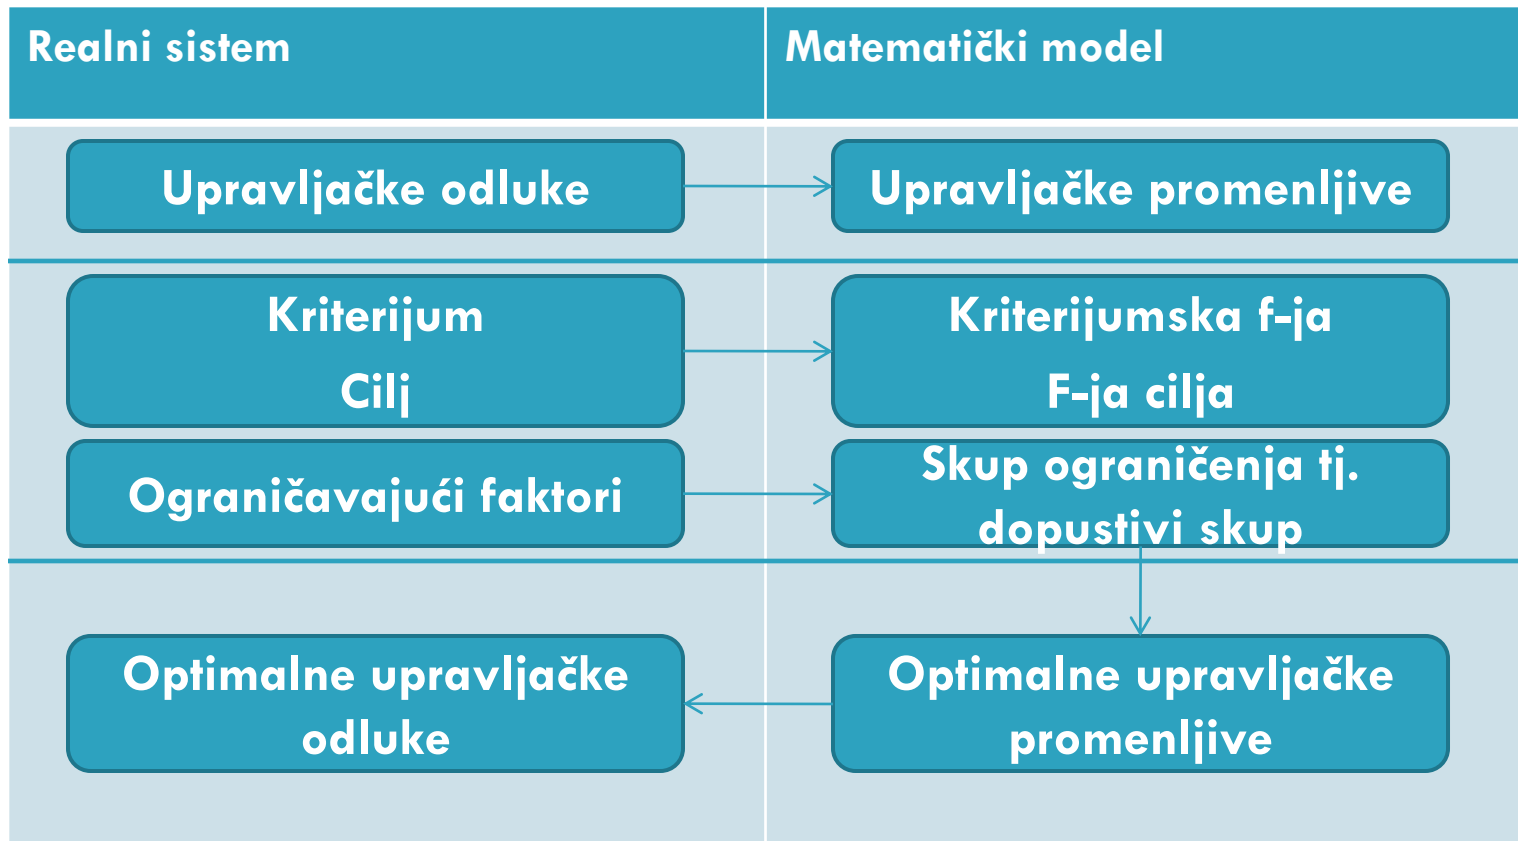 Realni sistem
Matematički model
Upravljačke odluke
Upravljačke promenljive
Kriterijum
Cilj
Kriterijumska f-ja
F-ja cilja
Ograničavajući faktori
Skup ograničenja tj.
dopustivi skup
Optimalne upravljačke
odluke
Optimalne upravljačke
promenljive